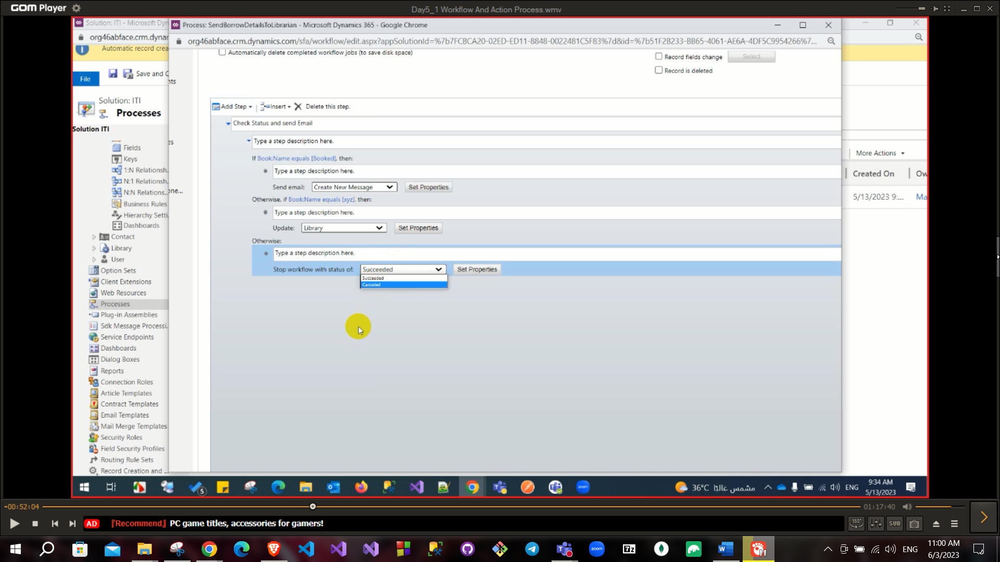 GOM Player
Day5_1 Workflow And Action Process.wmv
Solution: ITI - Microsoft Dyn
Process: SendBorrowDetailsToLibrarian - Microsoft Dynamics 365 - Google Chrome
org46abface.crm.dynar
org46abface.crm.dynamics.com/sfa/workflow/edit.aspx?appSolutionId=%7b7FCBCA20-02ED-ED11-8848-0022481C5F83%7d&id=%7b51F2B233-BB65-4061-AE6A-4DF5C9954266%7...
Automatic record crea
Automatically delete completed workflow jobs (to save disk space)
Record fields change
Select
Record is deleted
File
Save and C
nts
Solution: ITI
Processes
Solution ITI
Add Step
Insert
Delete this step.
Check Status and send Email
Type a step description here.
If Book:Name equals [Booked], then:
Type a step description here.
Send email:
Create New Message
Set Properties
Otherwise, if Book:Name equals [xyz], then:
Type a step description here.
Update:
Library
Set Properties
Otherwise:
Type a step description here.
Stop workflow with status of:
Succeeded
Set Properties
Succeeded
Canceled
es
one...
Fields
Keys
1:N Relationsh.
N:1 Relationsh.
N:N Relations..
Business Rules
Hierarchy Setti.
Dashboards
Contact
Library
User
Option Sets
Client Extensions
Web Resources
Processes
Plug-in Assemblies
Sdk Message Processi..
Service Endpoints
Dashboards
Dialog Boxes
Reports
Connection Roles
Article Templates
Contract Templates
Email Templates
Mail Merge Templates
Security Roles
Field Security Profiles
Routing Rule Sets
Record Creation and ...
More Actions
Created On
Ow
5/13/2023 9:...
Ma
5
zoom
36°C مشمس غالبًا
ENG
9:34 AM
5/13/2023
-00:52:04
01:17:40
AD
『Recommend』 PC game titles, accessories for gamers!
360°
SUB
zoom
7z
ENG
11:00 AM
6/3/2023